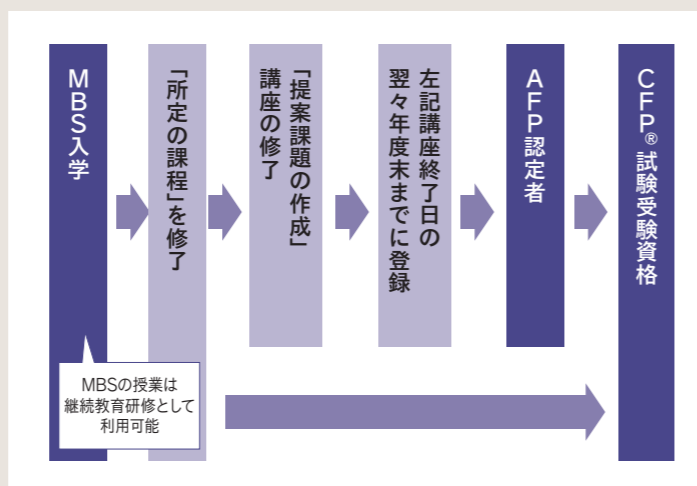 MBS入学
「所定の課程」を修了
「提案課題の作成」
講座の修了
左記講座終了日の
翌々年度末までに登録
AFP認定者
CFP®試験受験資格
MBSの授業は
継続教育研修として
利用可能